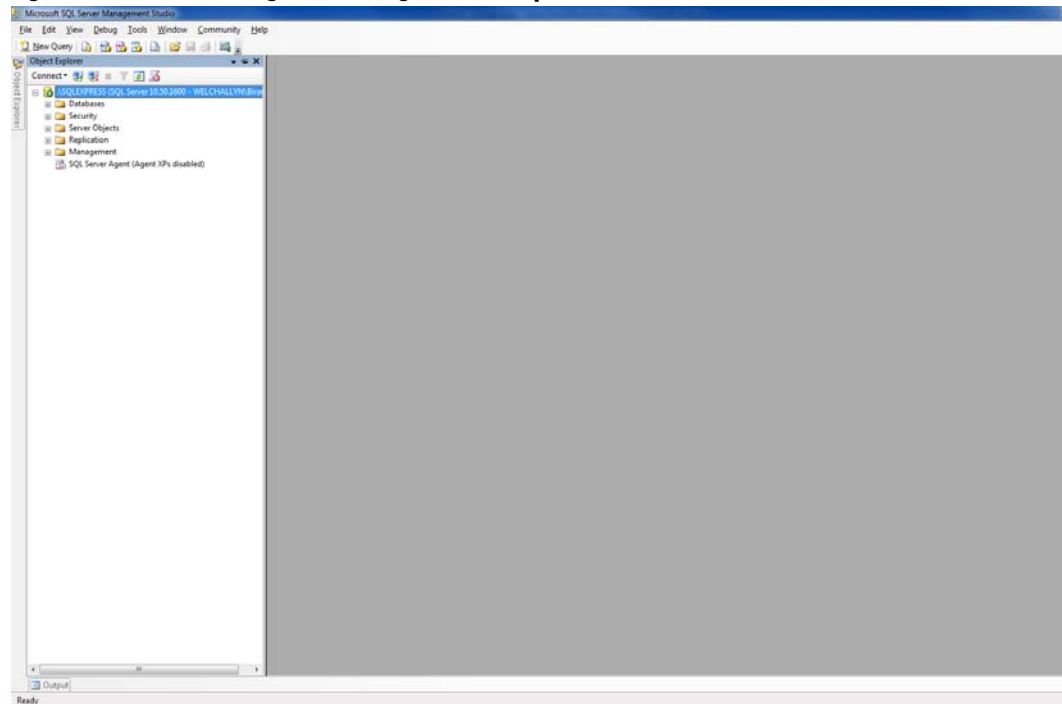 Microsoft SQL Server Management Studio
File Edit View Debug Tools Window Community Help
New Query
Object Explorer
Connect
Object Explorer
.\SQLEXPRESS (SQL Server 10.50.1600 - WELCHALLYN\
Databases
Security
Server Objects
Replication
Management
SQL Server Agent (Agent XPs disabled)
Output
Ready